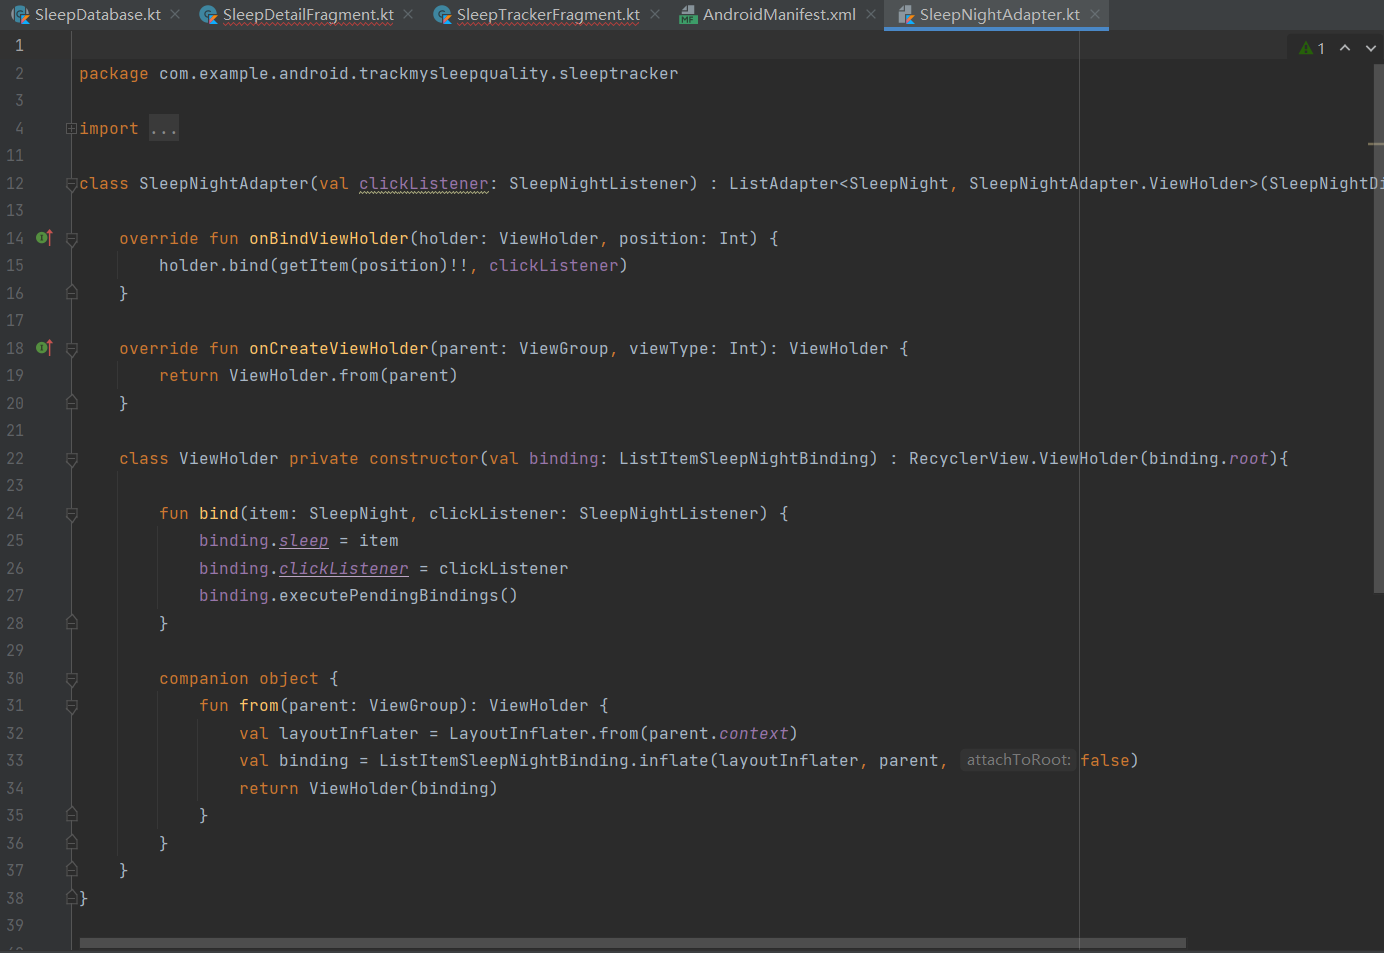 SleepDatabase.kt SleepDetailFragment.kt SleepTrackerFragment.kt AndroidManifest.xml SleepNightAdapter.kt
1 1
2 package com.example.android.trackmysleepquality.sleeptracker
3
4 import ...
11
12 class SleepNightAdapter(val clickListener: SleepNightListener) : ListAdapter<SleepNight, SleepNightAdapter.ViewHolder>(SleepNightDi
13
14 override fun onBindViewHolder(holder: ViewHolder, position: Int) {
15 holder.bind(getItem(position)!!, clickListener)
16 }
17
18 override fun onCreateViewHolder(parent: ViewGroup, viewType: Int): ViewHolder {
19 return ViewHolder.from(parent)
20 }
21
22 class ViewHolder private constructor(val binding: ListItemSleepNightBinding) : RecyclerView.ViewHolder(binding.root){
23
24 fun bind(item: SleepNight, clickListener: SleepNightListener) {
25 binding.sleep = item
26 binding.clickListener = clickListener
27 binding.executePendingBindings()
28 }
29
30 companion object {
31 fun from(parent: ViewGroup): ViewHolder {
32 val layoutInflater = LayoutInflater.from(parent.context)
33 val binding = ListItemSleepNightBinding.inflate(layoutInflater, parent, attachToRoot: false)
34 return ViewHolder(binding)
35 }
36 }
37 }
38 }
39